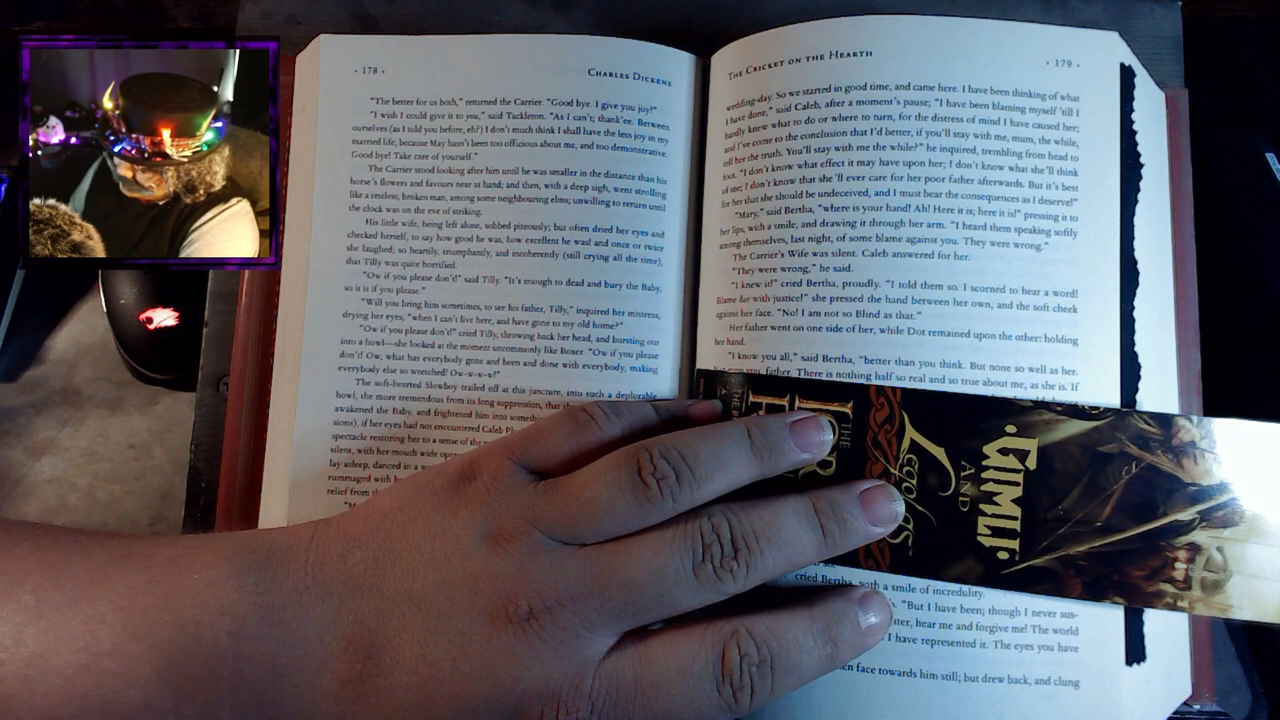 · 178 ·
CHARLES DICKENS
"The better for us both," returned the Carrier. "Good bye. I give you joy!"
"I wish I could give it to you," said Tackleton. "As I can't; thank'ee. Between
ourselves (as I told you before, eh?) I don't much think I shall have the less joy in my
married life, because May hasn't been too officious about me, and too demonstrative.
Good bye! Take care of yourself."
The Carrier stood looking after him until he was smaller in the distance than his
horse's flowers and favours near at hand; and then, with a deep sigh, went strolling
like a restless, broken man, among some neighbouring elms; unwilling to return until
the clock was on the eve of striking.
His little wife, being left alone, sobbed piteously; but often dried her eyes and
checked herself, to say how good he was, how excellent he was! and once or twice
she laughed; so heartily, triumphantly, and incoherently (still crying all the time),
that Tilly was quite horrified.
"Ow if you please don't!" said Tilly. "It's enough to dead and bury the Baby,
so it is if you please."
"Will you bring him sometimes, to see his father, Tilly," inquired her mistress,
drying her eyes; "when I can't live here, and have gone to my old home?"
"Ow if you please don't!" cried Tilly, throwing back her head, and bursting out
into a howl—she looked at the moment uncommonly like Boxer. "Ow if you please
don't! Ow, what has everybody gone and been and done with everybody, making
everybody else so wretched! Ow-w-w-w!"
The soft-hearted Slowboy trailed off at this juncture, into such a deplorable
howl, the more tremendous from its long suppression, that
awakened the Baby, and frightened him into
sions), if her eyes had not encountered Caleb
spectacle restoring her to a sense of the
silent, with her mouth wide
lay asleep, danced in a
rummaged with
relief from
THE CRICKET ON THE HEARTH
· 179 ·
wedding-day. So we started in good time, and came here. I have been thinking of what
I have done," said Caleb, after a moment's pause; "I have been blaming myself 'till I
hardly knew what to do or where to turn, for the distress of mind I have caused her;
and I've come to the conclusion that I'd better, if you'll stay with me, mum, the while,
tell her the truth. You'll stay with me the while?" he inquired, trembling from head to
foot. "I don't know what effect it may have upon her; I don't know what she'll think
of me; I don't know that she'll ever care for her poor father afterwards. But it's best
for her that she should be undeceived, and I must bear the consequences as I deserve!"
"Mary," said Bertha, "where is your hand! Ah! Here it is; here it is!" pressing it to
her lips, with a smile, and drawing it through her arm. "I heard them speaking softly
among themselves, last night, of some blame against you. They were wrong."
The Carrier's Wife was silent. Caleb answered for her.
"They were wrong," he said.
"I knew it!" cried Bertha, proudly. "I told them so. I scorned to hear a word!
Blame her with justice!" she pressed the hand between her own, and the soft cheek
against her face. "No! I am not so Blind as that."
Her father went on one side of her, while Dot remained upon the other: holding
her hand.
"I know you all," said Bertha, "better than you think. But none so well as her.
you, father. There is nothing half so real and so true about me, as she is. If
THE
Legolas
AND
GIMLI
cried Bertha, with a smile of incredulity.
"But I have been; though I never sus-
hear me and forgive me! The world
I have represented it. The eyes you have
face towards him still; but drew back, and clung